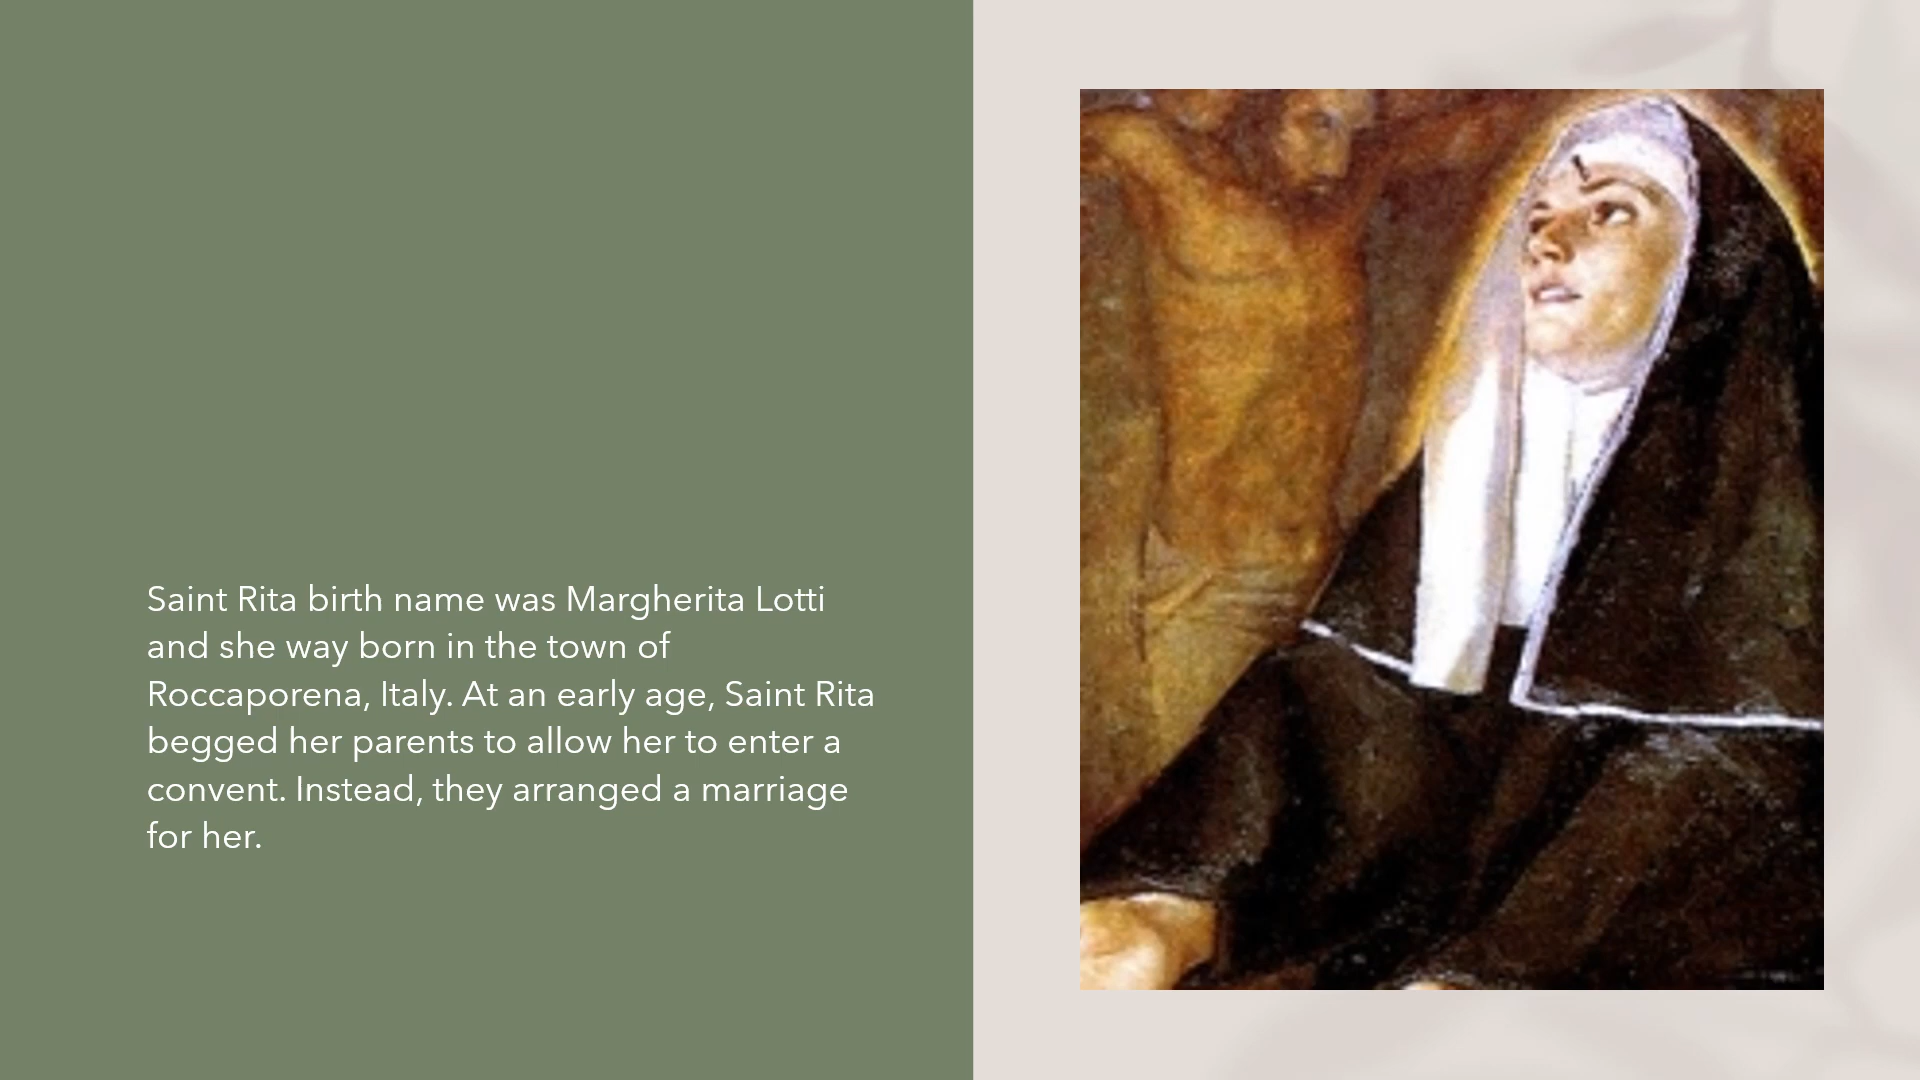 Saint Rita birth name was Margherita Lotti
and she way born in the town of
Roccaporena, Italy. At an early age, Saint Rita
begged her parents to allow her to enter a
convent. Instead, they arranged a marriage
for her.